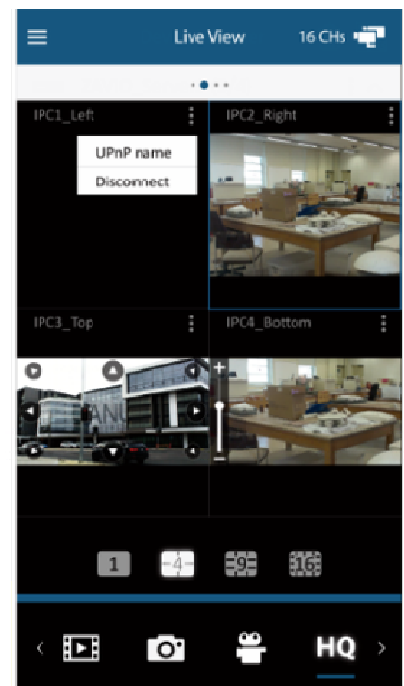 Live View
16 CHs
IPC1_Left
IPC2_Right
UPnP name
Disconnect
IPC3_Top
IPC4_Bottom
1
4
9
16
HQ